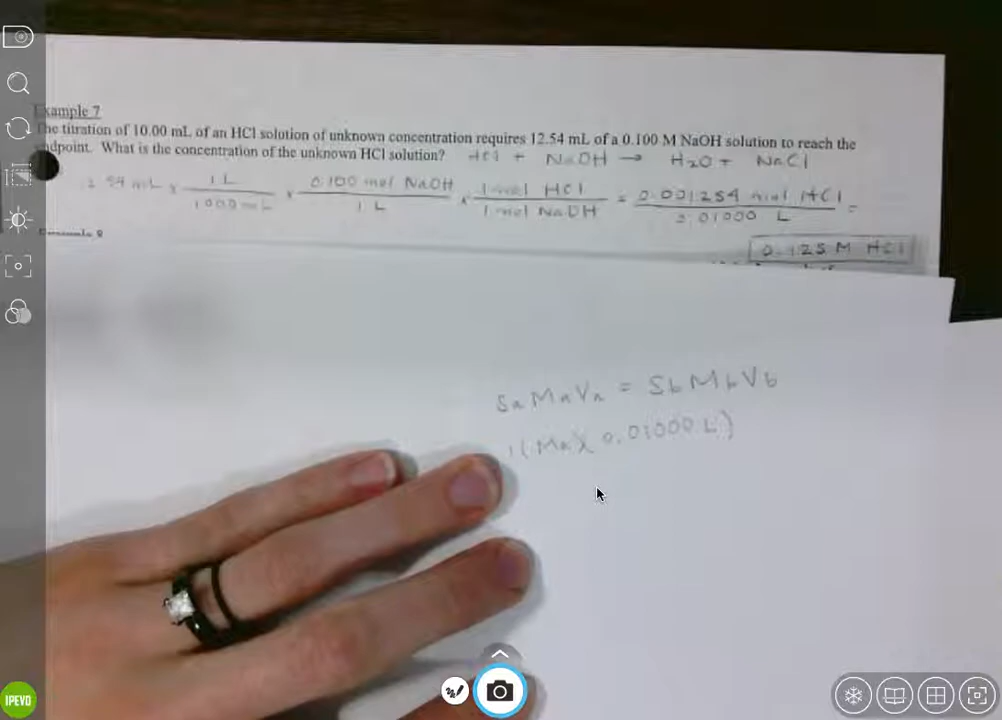 Example 7
The titration of 10.00 mL of an HCl solution of unknown concentration requires 12.54 mL of a 0.100 M NaOH solution to reach the
endpoint. What is the concentration of the unknown HCl solution? HCl + NaOH → H2O + NaCl
54 mL x 1 L / 1000 mL x 0.100 mol NaOH / 1 L x 1 mol HCl / 1 mol NaOH = 0.001254 mol HCl / 0.01000 L =
0.125 M HCl
SaMaVa = SbMbVb
1(Ma)(0.01000 L)
IPEVO